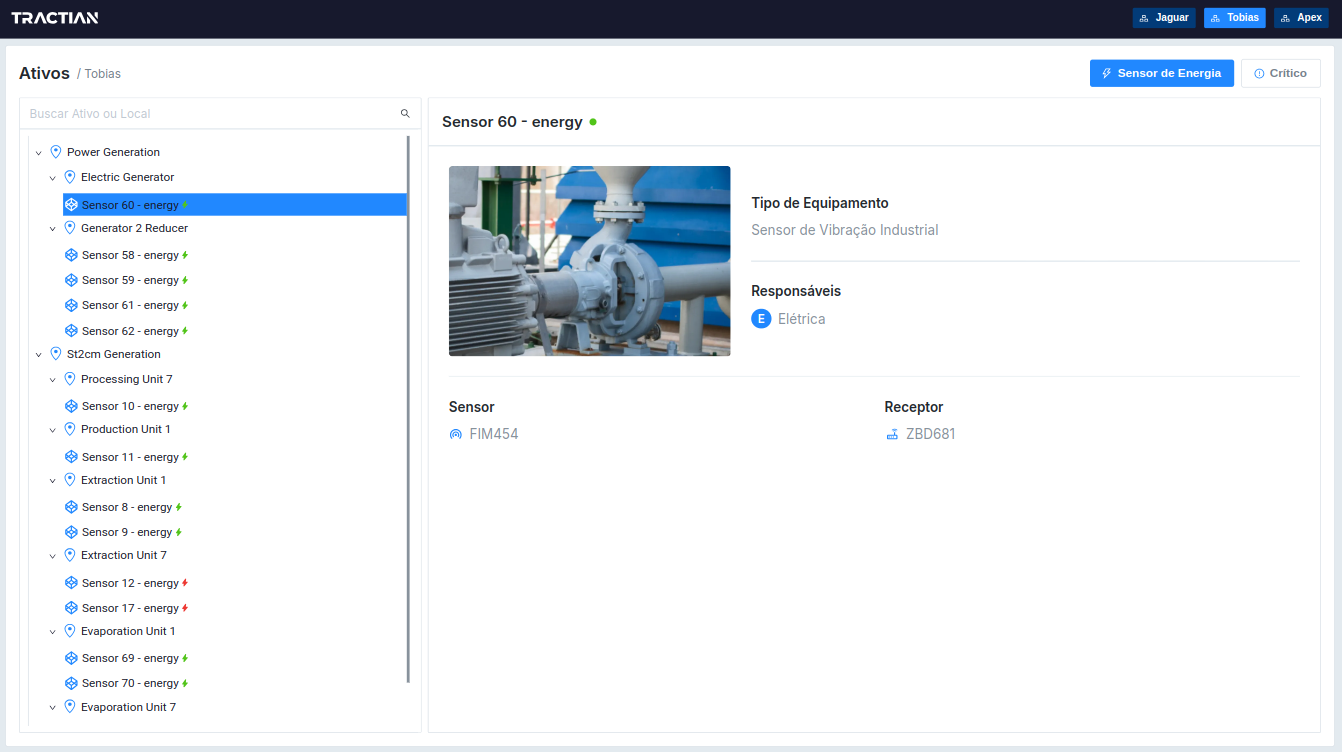 TRACTIAN
Jaguar
Tobias
Apex
Ativos / Tobias
Sensor de Energia
Crítico
Buscar Ativo ou Local
Power Generation
Electric Generator
Sensor 60 - energy
Generator 2 Reducer
Sensor 58 - energy
Sensor 59 - energy
Sensor 61 - energy
Sensor 62 - energy
St2cm Generation
Processing Unit 7
Sensor 10 - energy
Production Unit 1
Sensor 11 - energy
Extraction Unit 1
Sensor 8 - energy
Sensor 9 - energy
Extraction Unit 7
Sensor 12 - energy
Sensor 17 - energy
Evaporation Unit 1
Sensor 69 - energy
Sensor 70 - energy
Evaporation Unit 7
Sensor 60 - energy
Tipo de Equipamento
Sensor de Vibração Industrial
Responsáveis
E Elétrica
Sensor
FIM454
Receptor
ZBD681